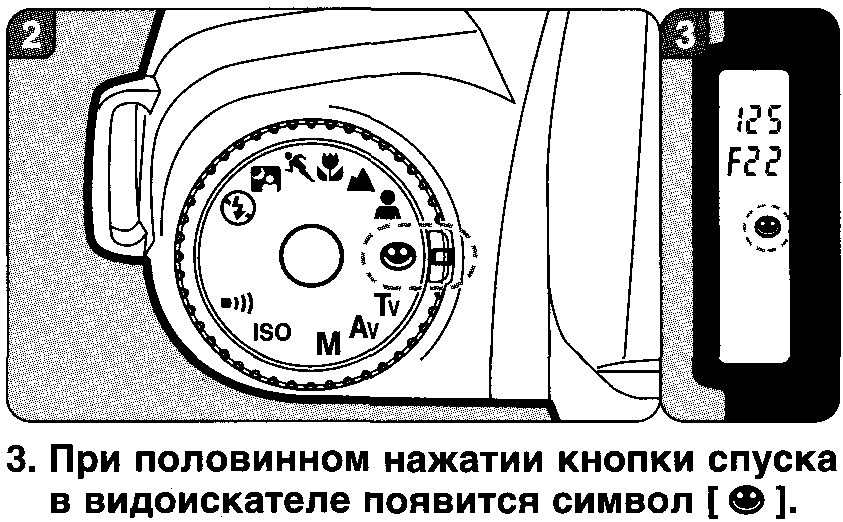 2
3
125
F22
Tv
Av
M
ISO
3. При половинном нажатии кнопки спуска
в видоискателе появится символ [ ☻ ].